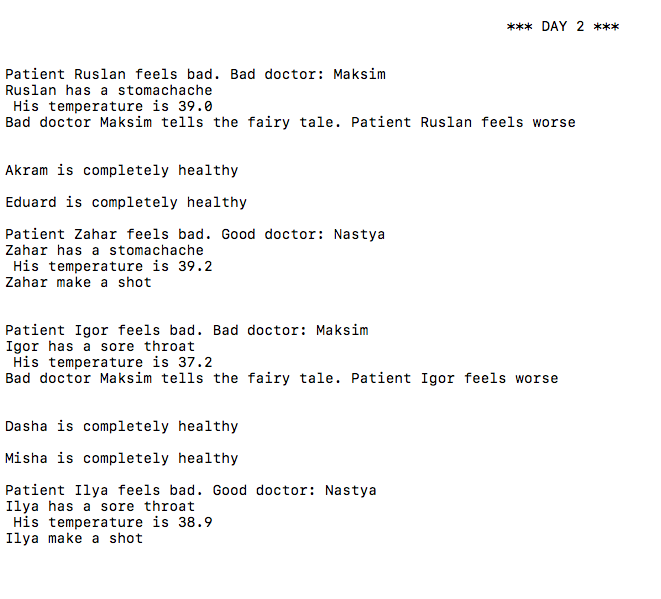 *** DAY 2 ***
Patient Ruslan feels bad. Bad doctor: Maksim
Ruslan has a stomachache
His temperature is 39.0
Bad doctor Maksim tells the fairy tale. Patient Ruslan feels worse
Akram is completely healthy
Eduard is completely healthy
Patient Zahar feels bad. Good doctor: Nastya
Zahar has a stomachache
His temperature is 39.2
Zahar make a shot
Patient Igor feels bad. Bad doctor: Maksim
Igor has a sore throat
His temperature is 37.2
Bad doctor Maksim tells the fairy tale. Patient Igor feels worse
Dasha is completely healthy
Misha is completely healthy
Patient Ilya feels bad. Good doctor: Nastya
Ilya has a sore throat
His temperature is 38.9
Ilya make a shot